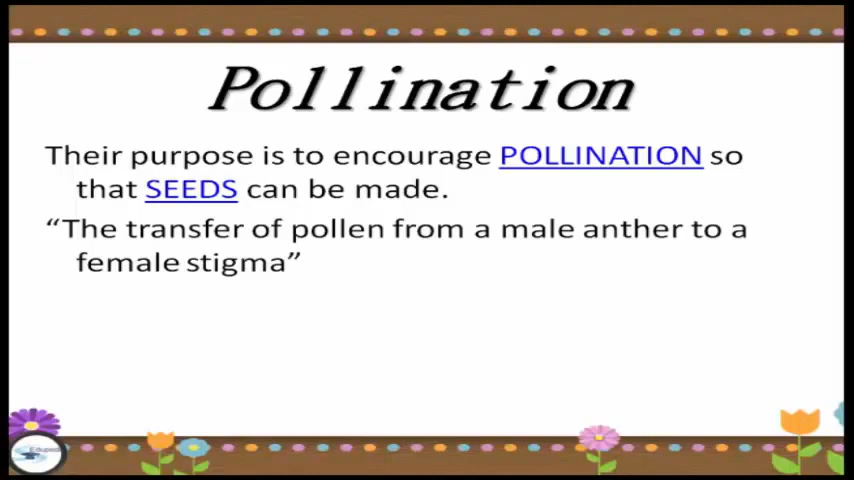 Pollination
Their purpose is to encourage POLLINATION so
that SEEDS can be made.
“The transfer of pollen from a male anther to a
female stigma”